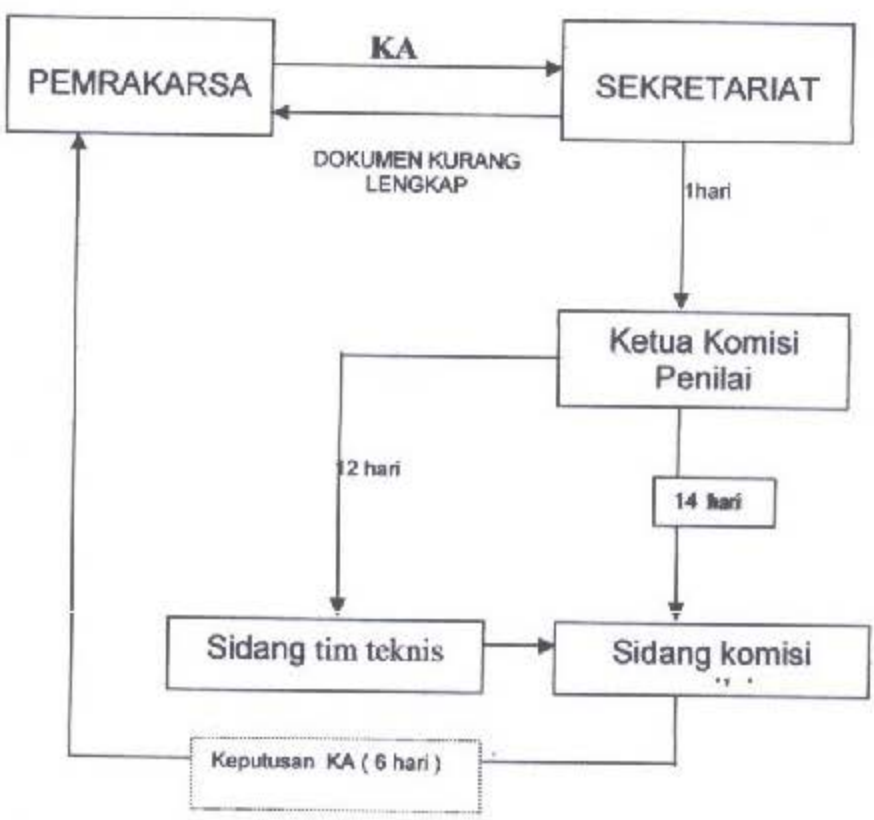 KA
PEMRAKARSA
SEKRETARIAT
DOKUMEN KURANG
LENGKAP
1hari
Ketua Komisi
Penilai
12 hari
14 hari
Sidang tim teknis
Sidang komisi
Keputusan KA ( 6 hari )